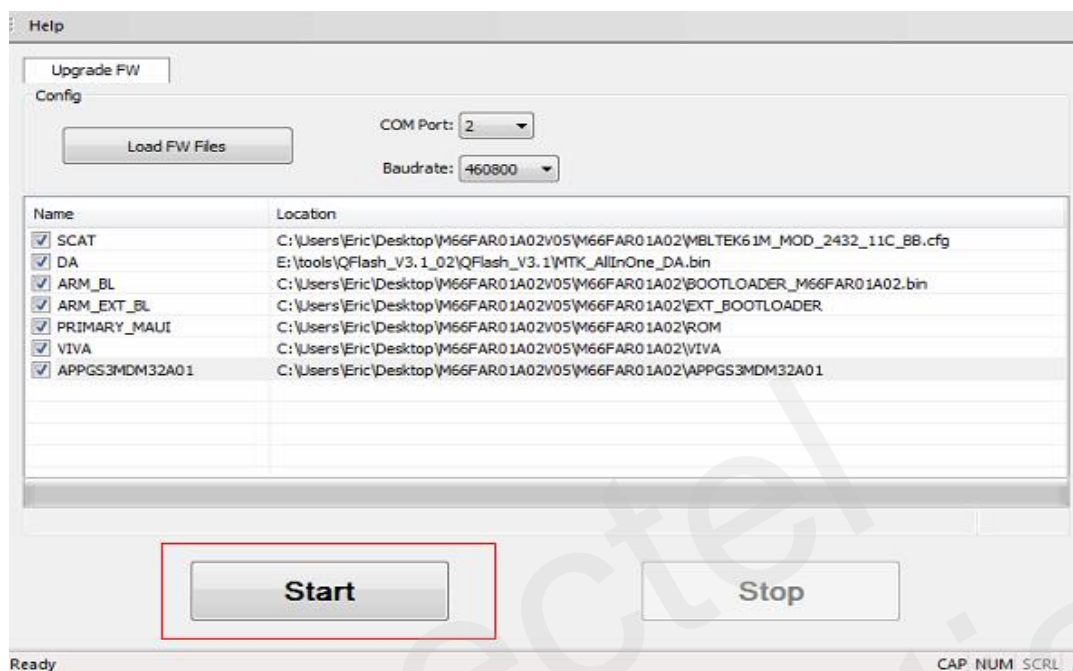 Help
Upgrade FW
Config
Load FW Files
COM Port: 2
Baudrate: 460800
Name Location
SCAT C:\Users\Eric\Desktop\M66FAR01A02V05\M66FAR01A02\MBLTEK61M_MOD_2432_11C_BB.cfg
DA E:\tools\QFlash_V3.1_02\QFlash_V3.1\MTK_AllInOne_DA.bin
ARM_BL C:\Users\Eric\Desktop\M66FAR01A02V05\M66FAR01A02\BOOTLOADER_M66FAR01A02.bin
ARM_EXT_BL C:\Users\Eric\Desktop\M66FAR01A02V05\M66FAR01A02\EXT_BOOTLOADER
PRIMARY_MAUI C:\Users\Eric\Desktop\M66FAR01A02V05\M66FAR01A02\ROM
VIVA C:\Users\Eric\Desktop\M66FAR01A02V05\M66FAR01A02\VIVA
APPGS3MDM32A01 C:\Users\Eric\Desktop\M66FAR01A02V05\M66FAR01A02\APPGS3MDM32A01
Start Stop
Ready CAP NUM SCRL